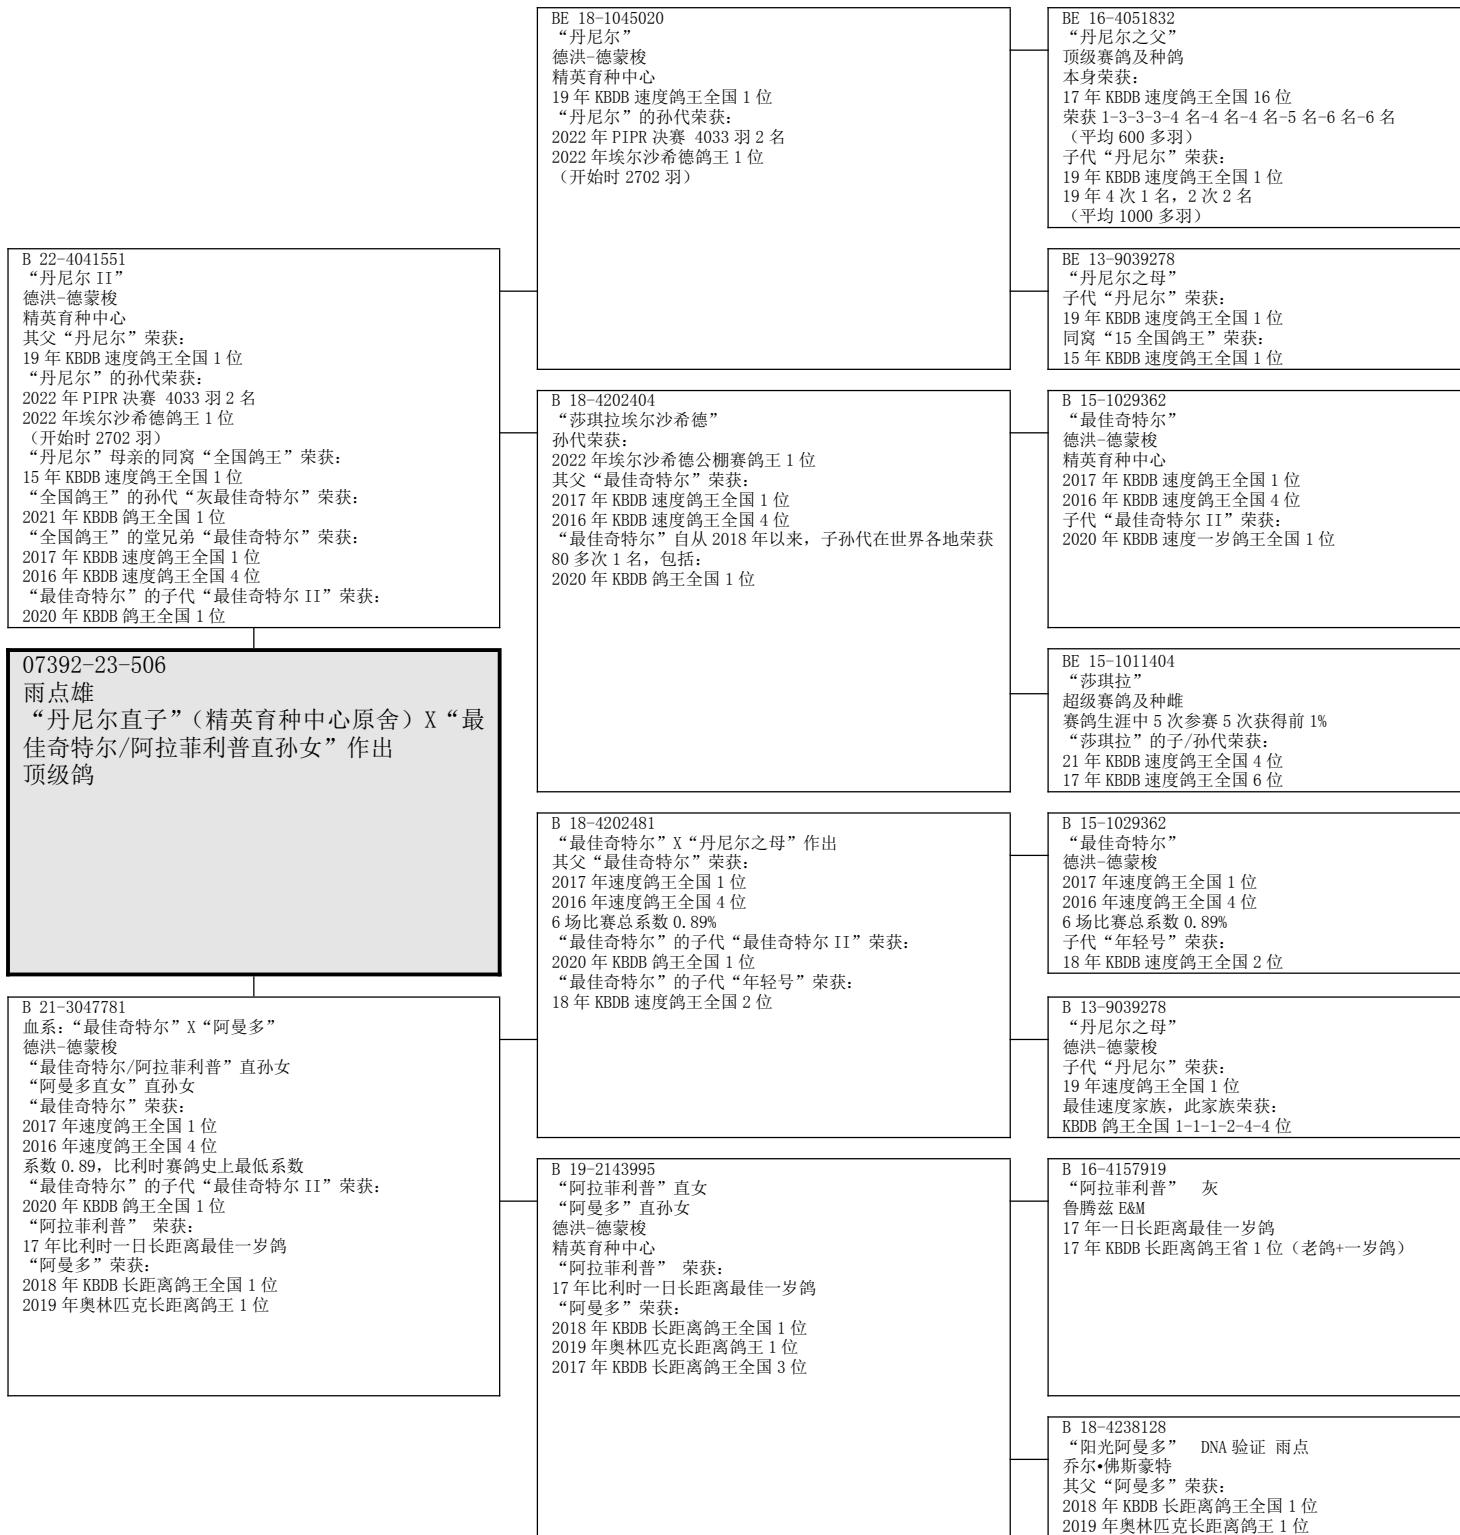 BE 18-1045020
“丹尼尔”
德洪-德蒙梭
精英育种中心
19 年 KBDB 速度鸽王全国 1 位
“丹尼尔”的孙代荣获：
2022 年 PIPR 决赛 4033 羽 2 名
2022 年埃尔沙希德鸽王 1 位
（开始时 2702 羽）
BE 16-4051832
“丹尼尔之父”
顶级赛鸽及种鸽
本身荣获：
17 年 KBDB 速度鸽王全国 16 位
荣获 1-3-3-3-4 名-4 名-4 名-5 名-6 名-6 名
（平均 600 多羽）
子代“丹尼尔”荣获：
19 年 KBDB 速度鸽王全国 1 位
19 年 4 次 1 名，2 次 2 名
（平均 1000 多羽）
B 22-4041551
“丹尼尔 II”
德洪-德蒙梭
精英育种中心
其父“丹尼尔”荣获：
19 年 KBDB 速度鸽王全国 1 位
“丹尼尔”的孙代荣获：
2022 年 PIPR 决赛 4033 羽 2 名
2022 年埃尔沙希德鸽王 1 位
（开始时 2702 羽）
“丹尼尔”母亲的同窝“全国鸽王”荣获：
15 年 KBDB 速度鸽王全国 1 位
“全国鸽王”的孙代“灰最佳奇特尔”荣获：
2021 年 KBDB 鸽王全国 1 位
“全国鸽王”的堂兄弟“最佳奇特尔”荣获：
2017 年 KBDB 速度鸽王全国 1 位
2016 年 KBDB 速度鸽王全国 4 位
“最佳奇特尔”的子代“最佳奇特尔 II”荣获：
2020 年 KBDB 鸽王全国 1 位
BE 13-9039278
“丹尼尔之母”
子代“丹尼尔”荣获：
19 年 KBDB 速度鸽王全国 1 位
同窝“15 全国鸽王”荣获：
15 年 KBDB 速度鸽王全国 1 位
B 18-4202404
“莎琪拉埃尔沙希德”
孙代荣获：
2022 年埃尔沙希德公棚赛鸽王 1 位
其父“最佳奇特尔”荣获：
2017 年 KBDB 速度鸽王全国 1 位
2016 年 KBDB 速度鸽王全国 4 位
“最佳奇特尔”自从 2018 年以来，子孙代在世界各地荣获
80 多次 1 名，包括：
2020 年 KBDB 鸽王全国 1 位
B 15-1029362
“最佳奇特尔”
德洪-德蒙梭
精英育种中心
2017 年 KBDB 速度鸽王全国 1 位
2016 年 KBDB 速度鸽王全国 4 位
子代“最佳奇特尔 II”荣获：
2020 年 KBDB 速度一岁鸽王全国 1 位
07392-23-506
雨点雄
“丹尼尔直子”（精英育种中心原舍）X“最
佳奇特尔/阿拉菲利普直孙女”作出
顶级鸽
BE 15-1011404
“莎琪拉”
超级赛鸽及种雌
赛鸽生涯中 5 次参赛 5 次获得前 1%
“莎琪拉”的子/孙代荣获：
21 年 KBDB 速度鸽王全国 4 位
17 年 KBDB 速度鸽王全国 6 位
B 18-4202481
“最佳奇特尔”X“丹尼尔之母”作出
其父“最佳奇特尔”荣获：
2017 年速度鸽王全国 1 位
2016 年速度鸽王全国 4 位
6 场比赛总系数 0.89%
“最佳奇特尔”的子代“最佳奇特尔 II”荣获：
2020 年 KBDB 鸽王全国 1 位
“最佳奇特尔”的子代“年轻号”荣获：
18 年 KBDB 速度鸽王全国 2 位
B 15-1029362
“最佳奇特尔”
德洪-德蒙梭
2017 年速度鸽王全国 1 位
2016 年速度鸽王全国 4 位
6 场比赛总系数 0.89%
子代“年轻号”荣获：
18 年 KBDB 速度鸽王全国 2 位
B 21-3047781
血系：“最佳奇特尔”X“阿曼多”
德洪-德蒙梭
“最佳奇特尔/阿拉菲利普”直孙女
“阿曼多直女”直孙女
“最佳奇特尔”荣获：
2017 年速度鸽王全国 1 位
2016 年速度鸽王全国 4 位
系数 0.89，比利时赛鸽史上最低系数
“最佳奇特尔”的子代“最佳奇特尔 II”荣获：
2020 年 KBDB 鸽王全国 1 位
“阿拉菲利普” 荣获：
17 年比利时一日长距离最佳一岁鸽
“阿曼多”荣获：
2018 年 KBDB 长距离鸽王全国 1 位
2019 年奥林匹克长距离鸽王 1 位
B 13-9039278
“丹尼尔之母”
德洪-德蒙梭
子代“丹尼尔”荣获：
19 年速度鸽王全国 1 位
最佳速度家族，此家族荣获：
KBDB 鸽王全国 1-1-1-2-4-4 位
B 19-2143995
“阿拉菲利普”直女
“阿曼多”直孙女
德洪-德蒙梭
精英育种中心
“阿拉菲利普” 荣获：
17 年比利时一日长距离最佳一岁鸽
“阿曼多”荣获：
2018 年 KBDB 长距离鸽王全国 1 位
2019 年奥林匹克长距离鸽王 1 位
2017 年 KBDB 长距离鸽王全国 3 位
B 16-4157919
“阿拉菲利普” 灰
鲁腾兹 E&M
17 年一日长距离最佳一岁鸽
17 年 KBDB 长距离鸽王省 1 位（老鸽+一岁鸽）
B 18-4238128
“阳光阿曼多” DNA 验证 雨点
乔尔•佛斯豪特
其父“阿曼多”荣获：
2018 年 KBDB 长距离鸽王全国 1 位
2019 年奥林匹克长距离鸽王 1 位